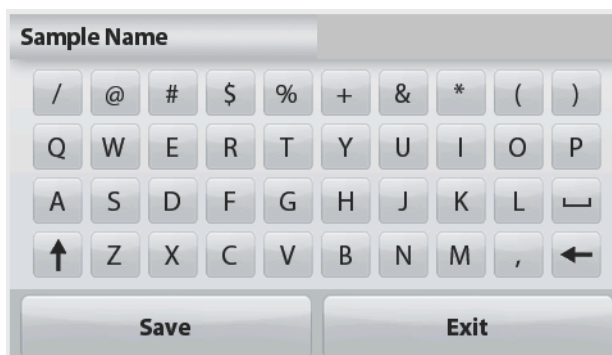 Sample Name
/ @ # $ % + & * ( )
Q W E R T Y U I O P
A S D F G H J K L
Z X C V B N M ,
Save Exit